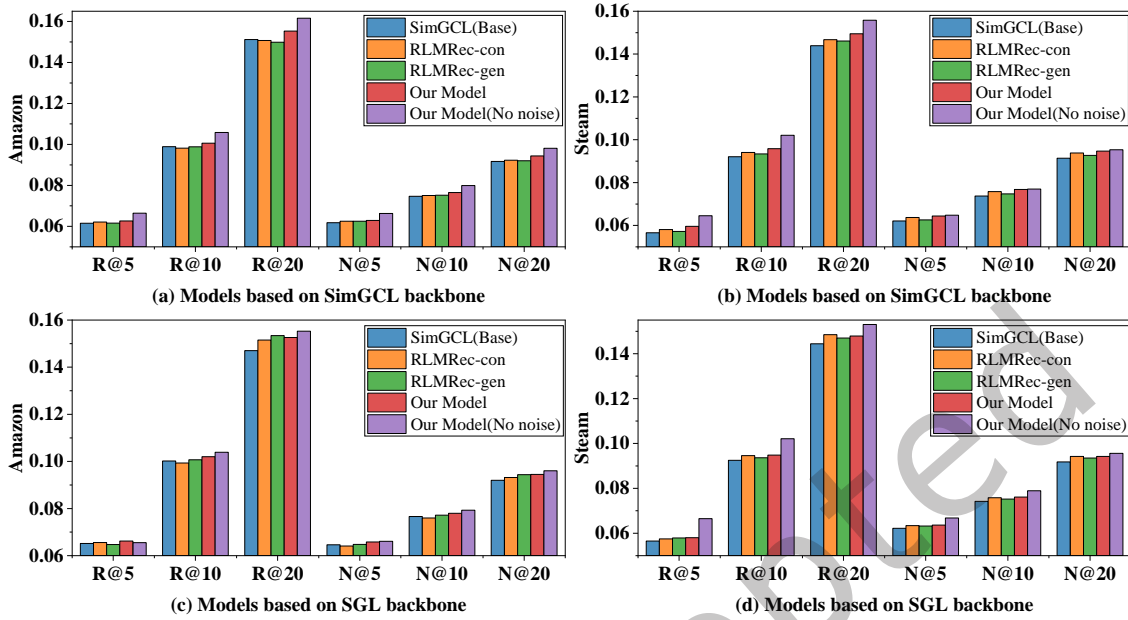 Amazon
0.16
0.14
0.12
0.10
0.08
0.06
SimGCL(Base)
RLMRec-con
RLMRec-gen
Our Model
Our Model(No noise)
R@5 R@10 R@20 N@5 N@10 N@20
(a) Models based on SimGCL backbone
Steam
0.16
0.14
0.12
0.10
0.08
0.06
SimGCL(Base)
RLMRec-con
RLMRec-gen
Our Model
Our Model(No noise)
R@5 R@10 R@20 N@5 N@10 N@20
(b) Models based on SimGCL backbone
Amazon
0.16
0.14
0.12
0.10
0.08
0.06
SimGCL(Base)
RLMRec-con
RLMRec-gen
Our Model
Our Model(No noise)
R@5 R@10 R@20 N@5 N@10 N@20
(c) Models based on SGL backbone
Steam
0.14
0.12
0.10
0.08
0.06
SimGCL(Base)
RLMRec-con
RLMRec-gen
Our Model
Our Model(No noise)
R@5 R@10 R@20 N@5 N@10 N@20
(d) Models based on SGL backbone
pted